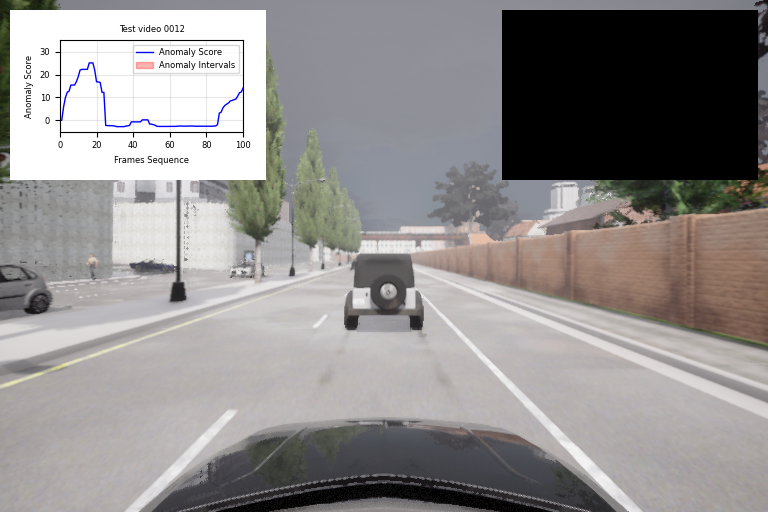 Test video 0012
Anomaly Score
Anomaly Intervals
Anomaly Score
30
20
10
0
0 20 40 60 80 100
Frames Sequence